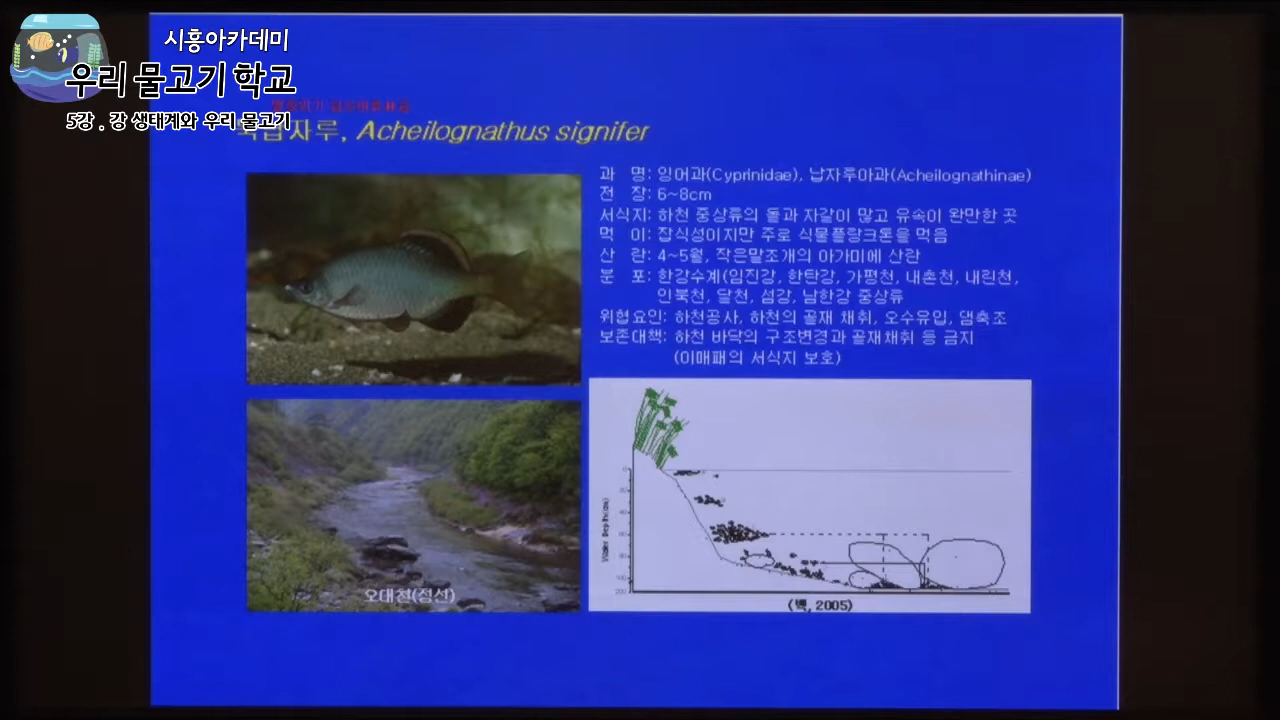 시흥아카데미
우리 물고기 학교
5강 . 강 생태계와 우리 물고기
납자루, Acheilognathus signifer
과 명: 잉어과(Cyprinidae), 납자루아과(Acheilognathinae)
전 장: 6~8cm
서식지: 하천 중상류의 돌과 자갈이 많고 유속이 완만한 곳
먹 이: 잡식성이지만 주로 식물플랑크톤을 먹음
산 란: 4~5월, 작은말조개의 아가미에 산란
분 포: 한강수계(임진강, 한탄강, 가평천, 내촌천, 내린천,
인북천, 달천, 섬강, 남한강 중상류
위협요인: 하천공사, 하천의 골재 채취, 오수유입, 댐축조
보존대책: 하천 바닥의 구조변경과 골재채취 등 금지
(이매패의 서식지 보호)
오대천(정선)
Water Depth(cm)
(백, 2005)